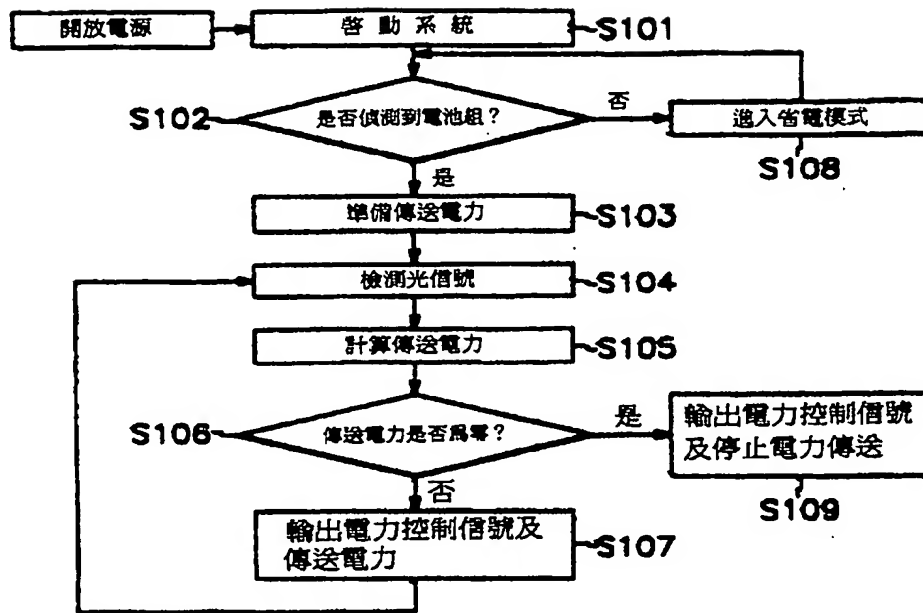 開放電源
啓動系統
S101
S102
是否偵測到電池組？
否
進入省電模式
S108
是
準備傳送電力
S103
檢測光信號
S104
計算傳送電力
S105
S106
傳送電力是否爲零？
是
輸出電力控制信號
及停止電力傳送
S109
否
輸出電力控制信號及
傳送電力
S107